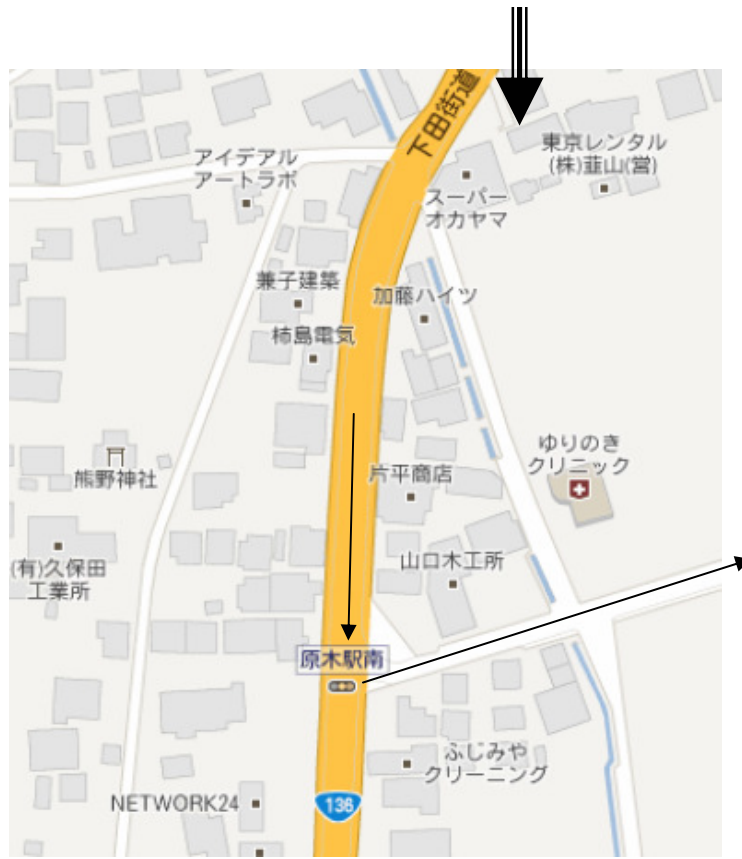 下田街道
東京レンタル
(株)韮山(営)
アイデアル
アートラボ
スーパー
オカヤマ
兼子建築
加藤ハイツ
柿島電気
ゆりのき
クリニック
熊野神社
片平商店
(有)久保田
工業所
山口木工所
原木駅南
ふじみや
クリーニング
NETWORK24
136